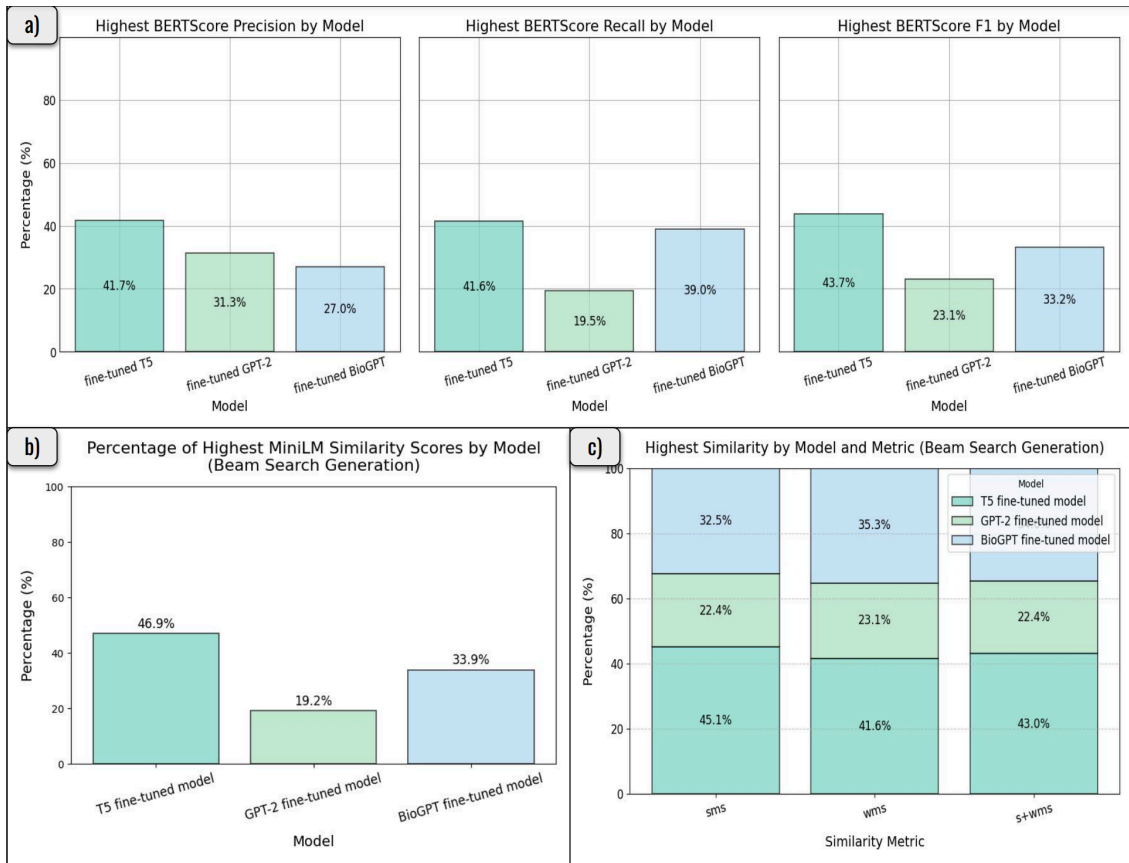 a)
Highest BERTScore Precision by Model
Percentage (%)
80
60
40
20
0
41.7%
31.3%
27.0%
fine-tuned T5
fine-tuned GPT-2
fine-tuned BioGPT
Model
Highest BERTScore Recall by Model
41.6%
19.5%
39.0%
fine-tuned T5
fine-tuned GPT-2
fine-tuned BioGPT
Model
Highest BERTScore F1 by Model
43.7%
23.1%
33.2%
fine-tuned T5
fine-tuned GPT-2
fine-tuned BioGPT
Model
b)
Percentage of Highest MiniLM Similarity Scores by Model
(Beam Search Generation)
Percentage (%)
100
80
60
40
20
0
46.9%
19.2%
33.9%
T5 fine-tuned model
GPT-2 fine-tuned model
BioGPT fine-tuned model
Model
c)
Highest Similarity by Model and Metric (Beam Search Generation)
Percentage (%)
100
80
60
40
20
0
Model
T5 fine-tuned model
GPT-2 fine-tuned model
BioGPT fine-tuned model
32.5%
35.3%
22.4%
23.1%
22.4%
45.1%
41.6%
43.0%
sms
wms
s+wms
Similarity Metric